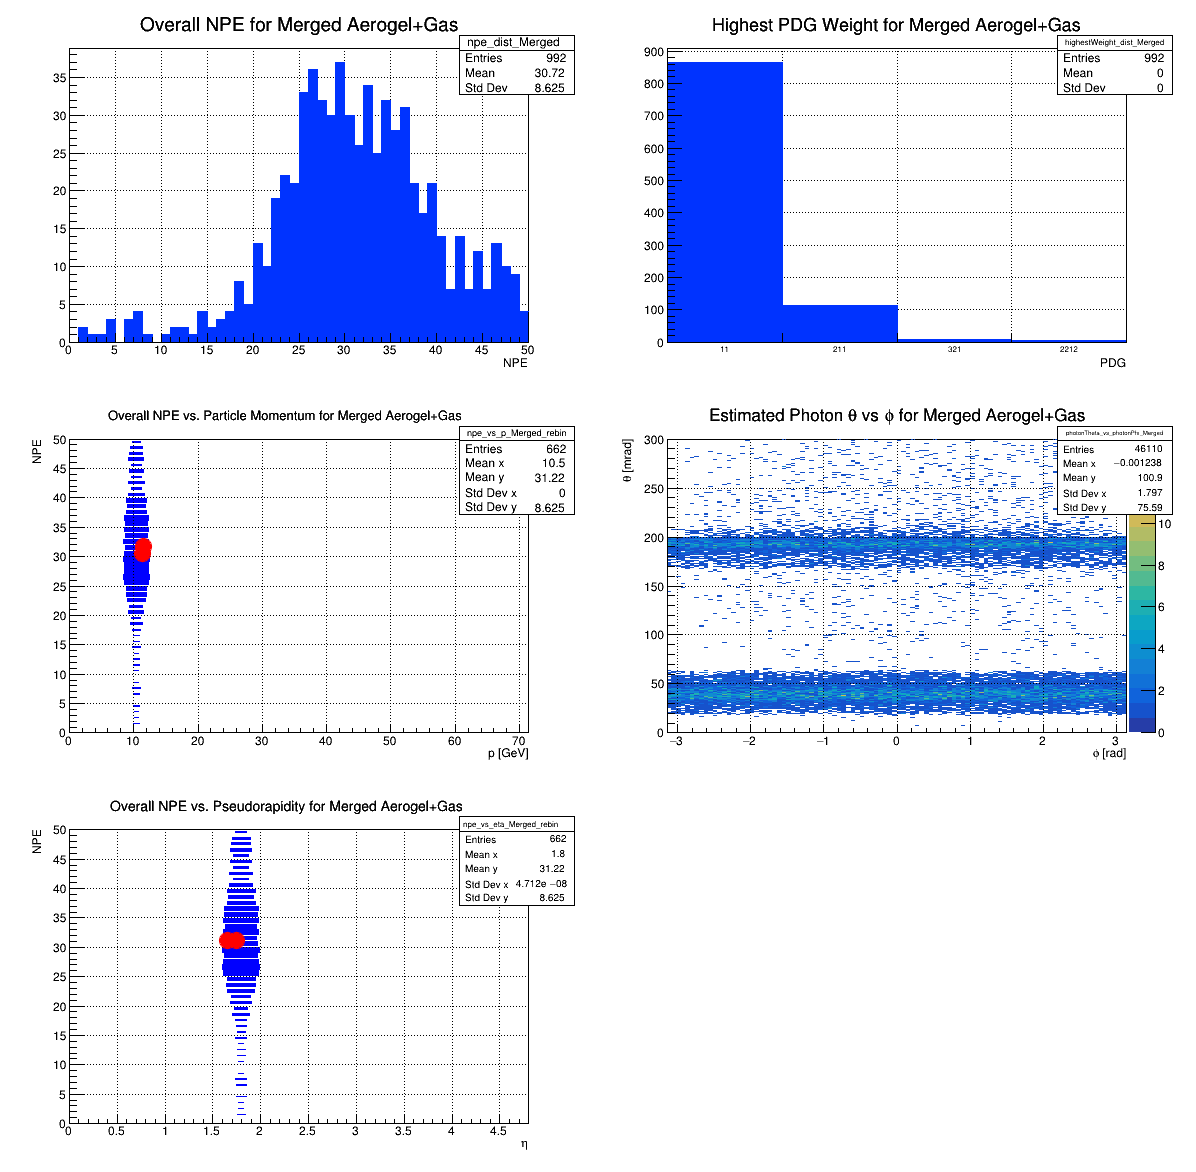 Overall NPE for Merged Aerogel+Gas
npe_dist_Merged
Entries 992
Mean 30.72
Std Dev 8.625
35
30
25
20
15
10
5
0
0 5 10 15 20 25 30 35 40 45 50
NPE
Highest PDG Weight for Merged Aerogel+Gas
highestWeight_dist_Merged
Entries 992
Mean 0
Std Dev 0
900
800
700
600
500
400
300
200
100
0
11 211 321 2212
PDG
Overall NPE vs. Particle Momentum for Merged Aerogel+Gas
npe_vs_p_Merged_rebin
Entries 662
Mean x 10.5
Mean y 31.22
Std Dev x 0
Std Dev y 8.625
NPE
50
45
40
35
30
25
20
15
10
5
0
0 10 20 30 40 50 60 70
p [GeV]
Estimated Photon θ vs ϕ for Merged Aerogel+Gas
photonTheta_vs_photonPhi_Merged
Entries 46110
Mean x −0.001238
Mean y 100.9
Std Dev x 1.797
Std Dev y 75.59
θ [mrad]
300
250
200
150
100
50
0
−3 −2 −1 0 1 2 3
ϕ [rad]
10
8
6
4
2
0
Overall NPE vs. Pseudorapidity for Merged Aerogel+Gas
npe_vs_eta_Merged_rebin
Entries 662
Mean x 1.8
Mean y 31.22
Std Dev x 4.712e −08
Std Dev y 8.625
NPE
50
45
40
35
30
25
20
15
10
5
0
0 0.5 1 1.5 2 2.5 3 3.5 4 4.5
η